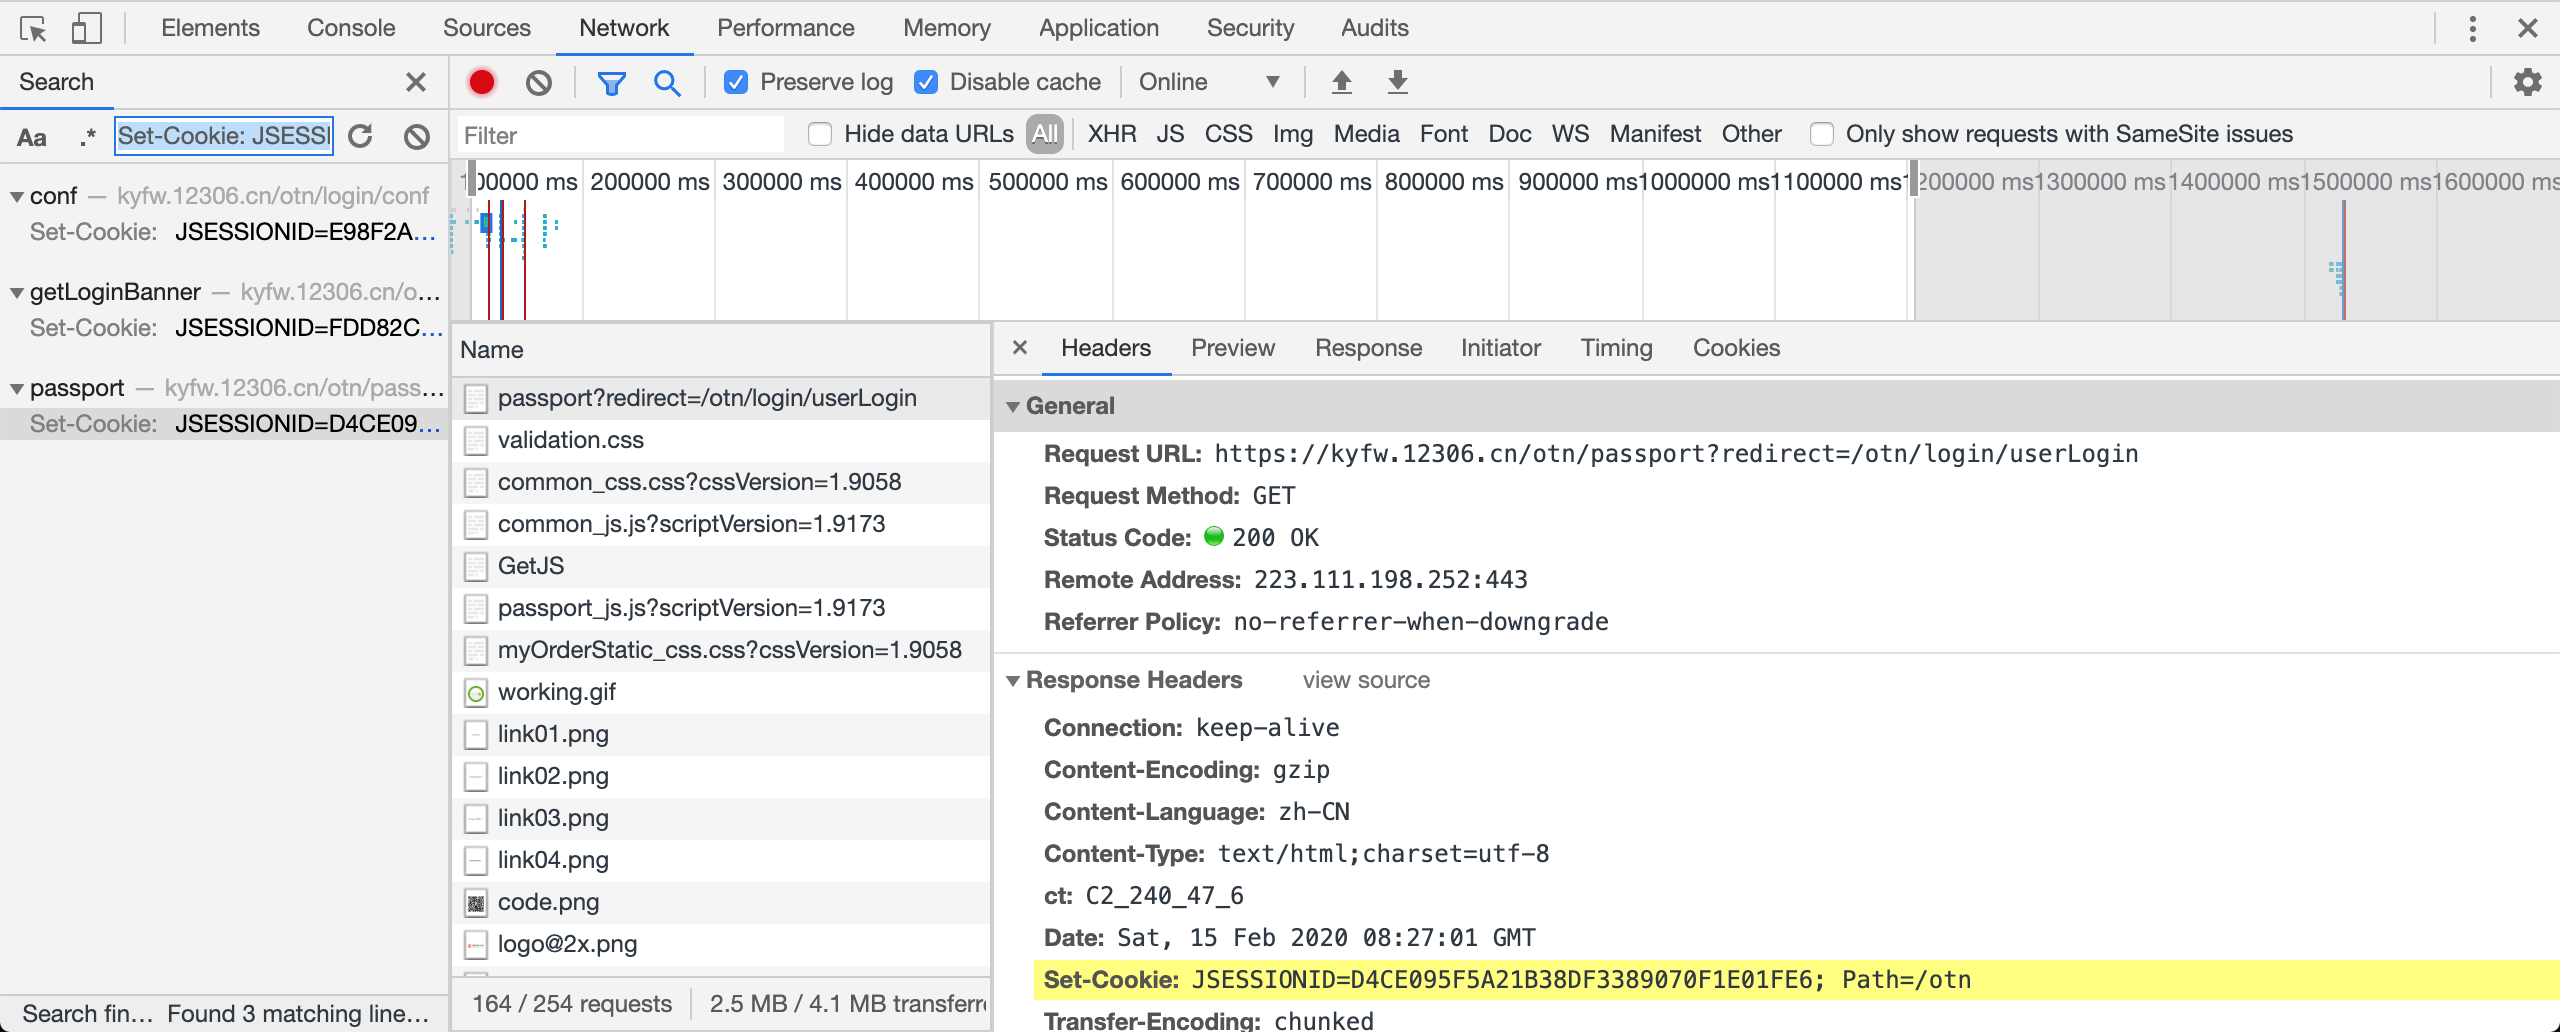 Elements Console Sources Network Performance Memory Application Security Audits
Search
Preserve log Disable cache Online
Aa .* Set-Cookie: JSESSI
Filter Hide data URLs All XHR JS CSS Img Media Font Doc WS Manifest Other Only show requests with SameSite issues
100000 ms 200000 ms 300000 ms 400000 ms 500000 ms 600000 ms 700000 ms 800000 ms 900000 ms 1000000 ms 1100000 ms 1200000 ms 1300000 ms 1400000 ms 1500000 ms 1600000 ms
conf — kyfw.12306.cn/otn/login/conf
Set-Cookie: JSESSIONID=E98F2A…
getLoginBanner — kyfw.12306.cn/o…
Set-Cookie: JSESSIONID=FDD82C…
passport — kyfw.12306.cn/otn/pass…
Set-Cookie: JSESSIONID=D4CE09…
Search fin… Found 3 matching line…
Name
passport?redirect=/otn/login/userLogin
validation.css
common_css.css?cssVersion=1.9058
common_js.js?scriptVersion=1.9173
GetJS
passport_js.js?scriptVersion=1.9173
myOrderStatic_css.css?cssVersion=1.9058
working.gif
link01.png
link02.png
link03.png
link04.png
code.png
logo@2x.png
164 / 254 requests 2.5 MB / 4.1 MB transferre
Headers Preview Response Initiator Timing Cookies
General
Request URL: https://kyfw.12306.cn/otn/passport?redirect=/otn/login/userLogin
Request Method: GET
Status Code: 200 OK
Remote Address: 223.111.198.252:443
Referrer Policy: no-referrer-when-downgrade
Response Headers view source
Connection: keep-alive
Content-Encoding: gzip
Content-Language: zh-CN
Content-Type: text/html;charset=utf-8
ct: C2_240_47_6
Date: Sat, 15 Feb 2020 08:27:01 GMT
Set-Cookie: JSESSIONID=D4CE095F5A21B38DF3389070F1E01FE6; Path=/otn
Transfer-Encoding: chunked